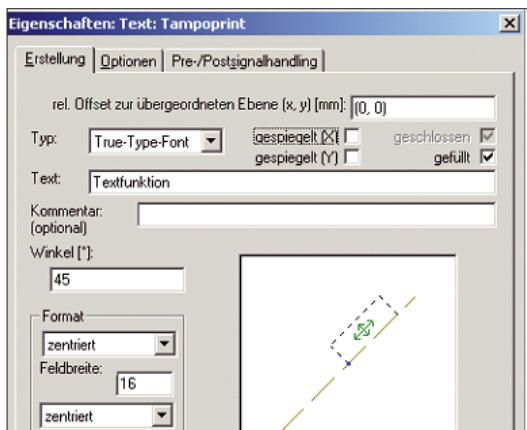 Eigenschaften: Text: Tampoprint
Erstellung Optionen Pre-/Postsignalhandling
rel. Offset zur übergeordneten Ebene (x, y) [mm]: (0, 0)
Typ: True-Type-Font gespiegelt (X) geschlossen
gespiegelt (Y) gefüllt
Text: Textfunktion
Kommentar:
(optional)
Winkel [°]:
45
Format
zentriert
Feldbreite:
16
zentriert